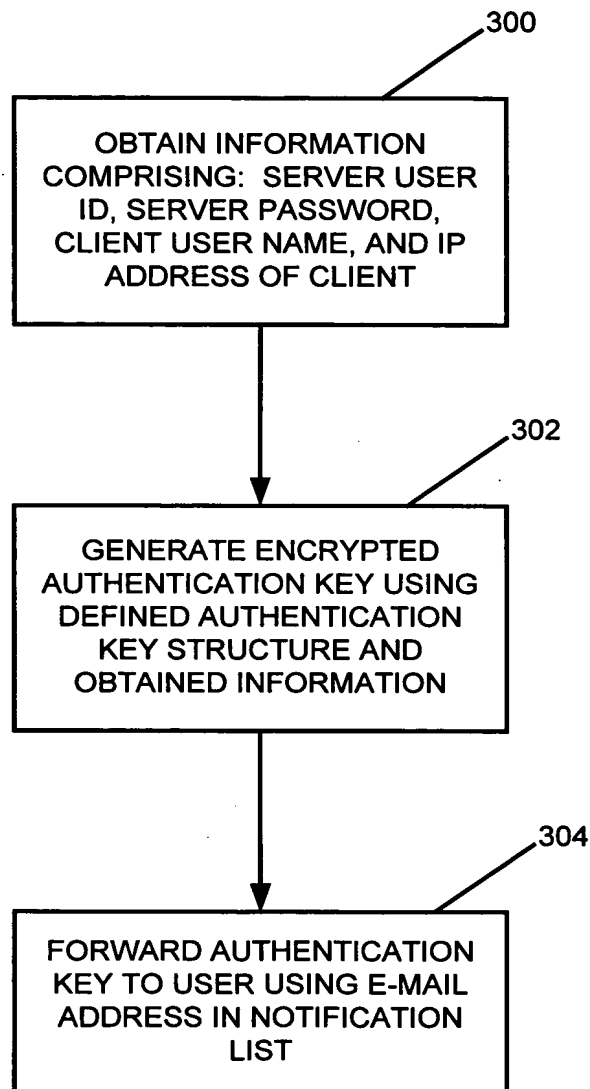 300
OBTAIN INFORMATION
COMPRISING: SERVER USER
ID, SERVER PASSWORD,
CLIENT USER NAME, AND IP
ADDRESS OF CLIENT
302
GENERATE ENCRYPTED
AUTHENTICATION KEY USING
DEFINED AUTHENTICATION
KEY STRUCTURE AND
OBTAINED INFORMATION
304
FORWARD AUTHENTICATION
KEY TO USER USING E-MAIL
ADDRESS IN NOTIFICATION
LIST